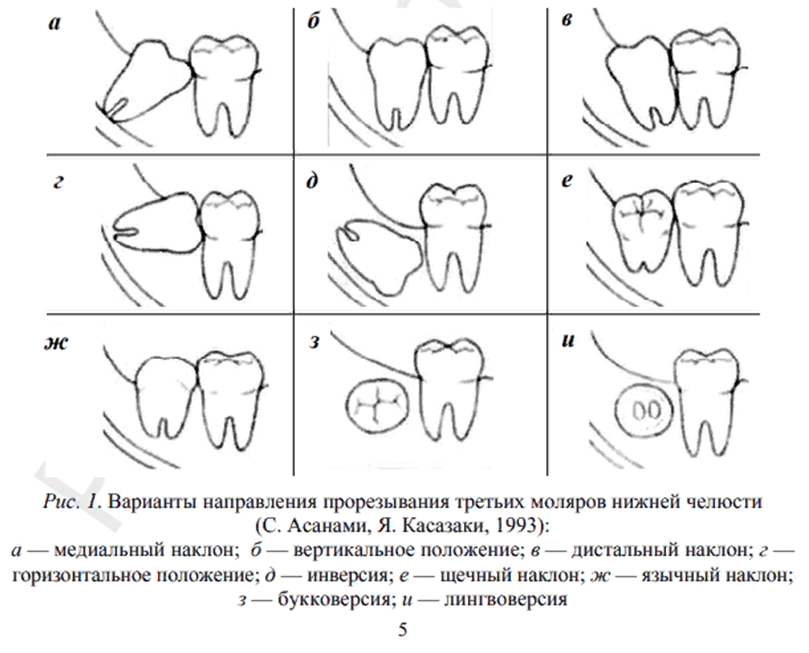 а
б
в
г
д
е
ж
з
и
Рис. 1. Варианты направления прорезывания третьих моляров нижней челюсти
(С. Асанами, Я. Касазаки, 1993):
а — медиальный наклон; б — вертикальное положение; в — дистальный наклон; г —
горизонтальное положение; д — инверсия; е — щечный наклон; ж — язычный наклон;
з — букковерсия; и — лингвоверсия
5